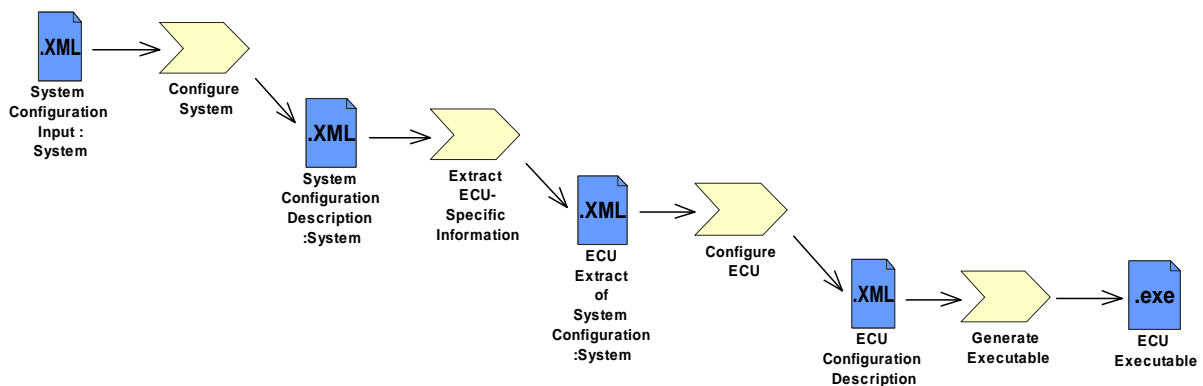 .XML
System
Configuration
Input :
System
Configure
System
.XML
System
Configuration
Description
:System
Extract
ECU-
Specific
Information
.XML
ECU
Extract
of
System
Configuration
:System
Configure
ECU
.XML
ECU
Configuration
Description
Generate
Executable
.exe
ECU
Executable